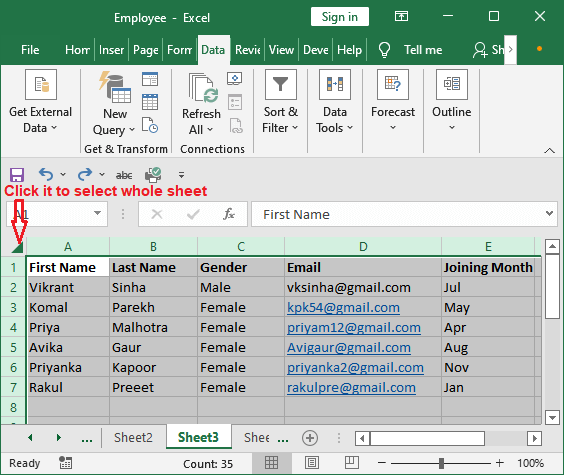 Employee - Excel
Sign in
File Hom Inser Page Form Data Revie View Deve Help Tell me Sh
Get External Data
New Query
Refresh All
Sort & Filter
Data Tools
Forecast
Outline
Get & Transform
Connections
abc
Click it to select whole sheet
A1 fx First Name
A B C D E
1 First Name Last Name Gender Email Joining Month
2 Vikrant Sinha Male vksinha@gmail.com Jul
3 Komal Parekh Female kpk54@gmail.com May
4 Priya Malhotra Female priyam12@gmail.com Apr
5 Avika Gaur Female Avigaur@gmail.com Aug
6 Priyanka Kapoor Female priyanka2@gmail.com Nov
7 Rakul Preeet Female rakulpre@gmail.com Jan
8
... Sheet2 Sheet3 Shee ...
Ready Count: 35 100%